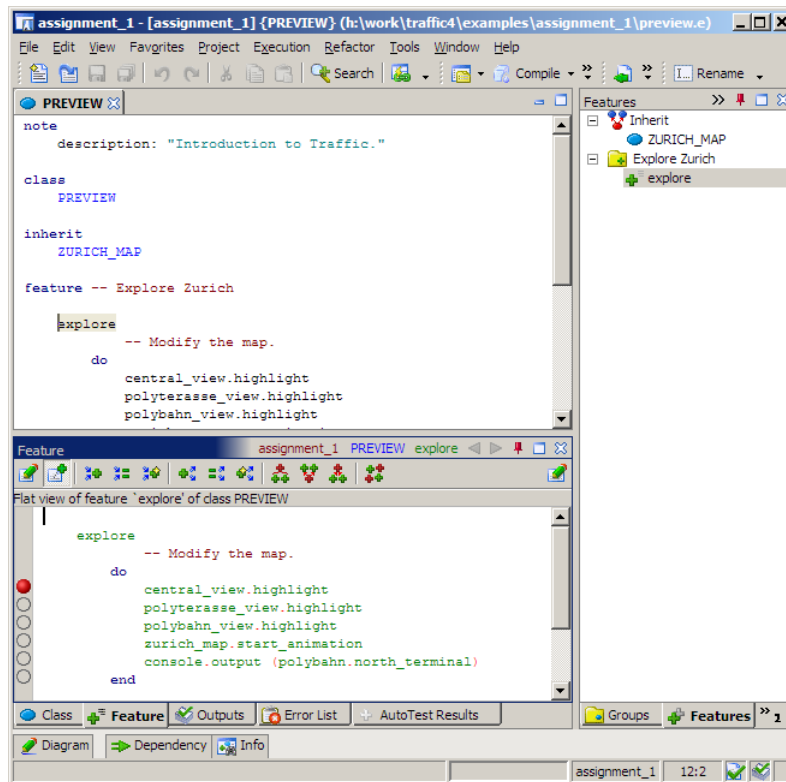 assignment_1 - [assignment_1] {PREVIEW} (h:\work\traffic4\examples\assignment_1\preview.e)
File Edit View Favorites Project Execution Refactor Tools Window Help
Search Compile I... Rename
PREVIEW
note
description: "Introduction to Traffic."
class
PREVIEW
inherit
ZURICH_MAP
feature -- Explore Zurich
explore
-- Modify the map.
do
central_view.highlight
polyterasse_view.highlight
polybahn_view.highlight
Features
Inherit
ZURICH_MAP
Explore Zurich
explore
Feature assignment_1 PREVIEW explore
Flat view of feature `explore' of class PREVIEW
explore
-- Modify the map.
do
central_view.highlight
polyterasse_view.highlight
polybahn_view.highlight
zurich_map.start_animation
console.output (polybahn.north_terminal)
end
Class Feature Outputs Error List AutoTest Results
Groups Features
Diagram Dependency Info
assignment_1 12:2